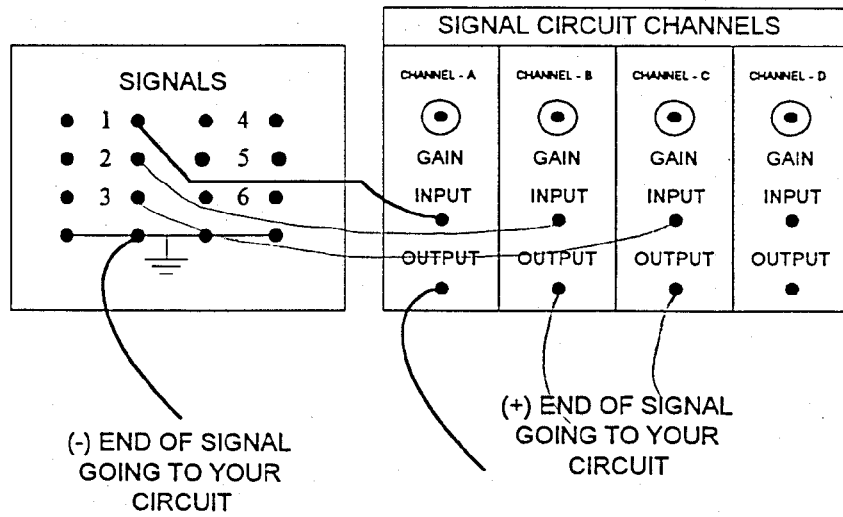 SIGNAL CIRCUIT CHANNELS
SIGNALS
1 4
2 5
3 6
CHANNEL - A CHANNEL - B CHANNEL - C CHANNEL - D
GAIN GAIN GAIN GAIN
INPUT INPUT INPUT INPUT
OUTPUT OUTPUT OUTPUT OUTPUT
(-) END OF SIGNAL
GOING TO YOUR
CIRCUIT
(+) END OF SIGNAL
GOING TO YOUR
CIRCUIT